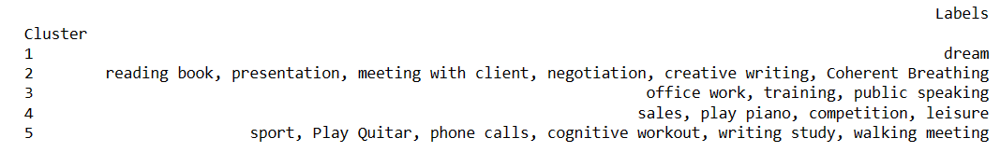 Labels
Cluster
1 dream
2 reading book, presentation, meeting with client, negotiation, creative writing, Coherent Breathing
3 office work, training, public speaking
4 sales, play piano, competition, leisure
5 sport, Play Quitar, phone calls, cognitive workout, writing study, walking meeting